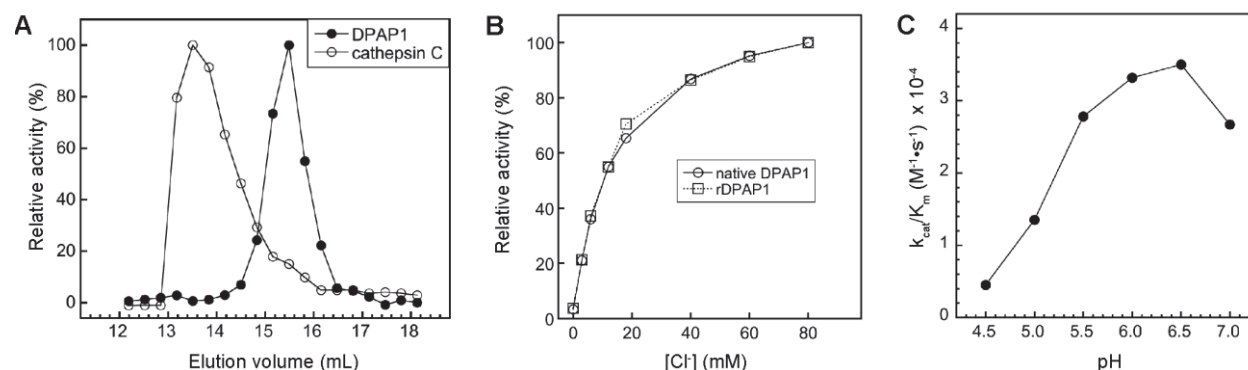 A
DPAP1
cathepsin C
Relative activity (%)
100
80
60
40
20
0
12 13 14 15 16 17 18
Elution volume (mL)
B
Relative activity (%)
100
80
60
40
20
0
native DPAP1
rDPAP1
0 20 40 60 80
[Cl⁻] (mM)
C
k_cat/K_m (M⁻¹•s⁻¹) x 10⁻⁴
4
3
2
1
0
4.5 5.0 5.5 6.0 6.5 7.0
pH